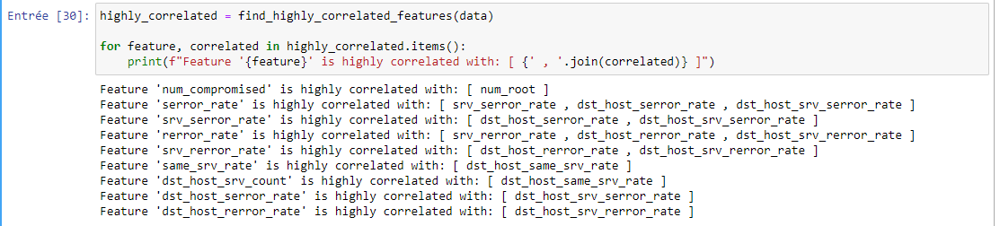 Entrée [30]: highly_correlated = find_highly_correlated_features(data)
for feature, correlated in highly_correlated.items():
    print(f"Feature '{feature}' is highly correlated with: [ {' , '.join(correlated)} ]")
Feature 'num_compromised' is highly correlated with: [ num_root ]
Feature 'serror_rate' is highly correlated with: [ srv_serror_rate , dst_host_serror_rate , dst_host_srv_serror_rate ]
Feature 'srv_serror_rate' is highly correlated with: [ dst_host_serror_rate , dst_host_srv_serror_rate ]
Feature 'rerror_rate' is highly correlated with: [ srv_rerror_rate , dst_host_rerror_rate , dst_host_srv_rerror_rate ]
Feature 'srv_rerror_rate' is highly correlated with: [ dst_host_rerror_rate , dst_host_srv_rerror_rate ]
Feature 'same_srv_rate' is highly correlated with: [ dst_host_same_srv_rate ]
Feature 'dst_host_srv_count' is highly correlated with: [ dst_host_same_srv_rate ]
Feature 'dst_host_serror_rate' is highly correlated with: [ dst_host_srv_serror_rate ]
Feature 'dst_host_rerror_rate' is highly correlated with: [ dst_host_srv_rerror_rate ]